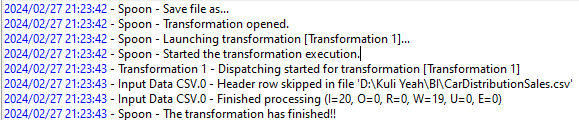 2024/02/27 21:23:42 - Spoon - Save file as...
2024/02/27 21:23:42 - Spoon - Transformation opened.
2024/02/27 21:23:42 - Spoon - Launching transformation [Transformation 1]...
2024/02/27 21:23:42 - Spoon - Started the transformation execution.
2024/02/27 21:23:43 - Transformation 1 - Dispatching started for transformation [Transformation 1]
2024/02/27 21:23:43 - Input Data CSV.0 - Header row skipped in file 'D:\Kuli Yeah\BI\CarDistributionSales.csv'
2024/02/27 21:23:43 - Input Data CSV.0 - Finished processing (I=20, O=0, R=0, W=19, U=0, E=0)
2024/02/27 21:23:43 - Spoon - The transformation has finished!!